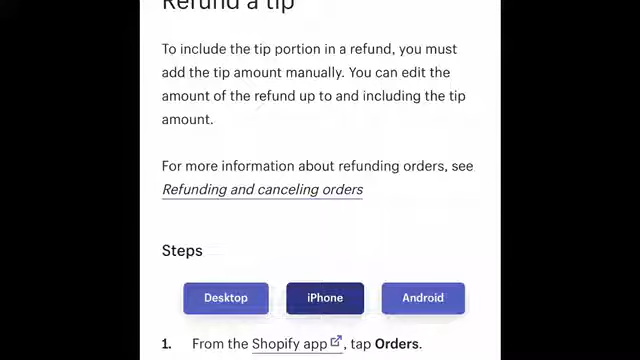 Refund a tip
To include the tip portion in a refund, you must
add the tip amount manually. You can edit the
amount of the refund up to and including the tip
amount.
For more information about refunding orders, see
Refunding and canceling orders
Steps
Desktop iPhone Android
1. From the Shopify app, tap Orders.